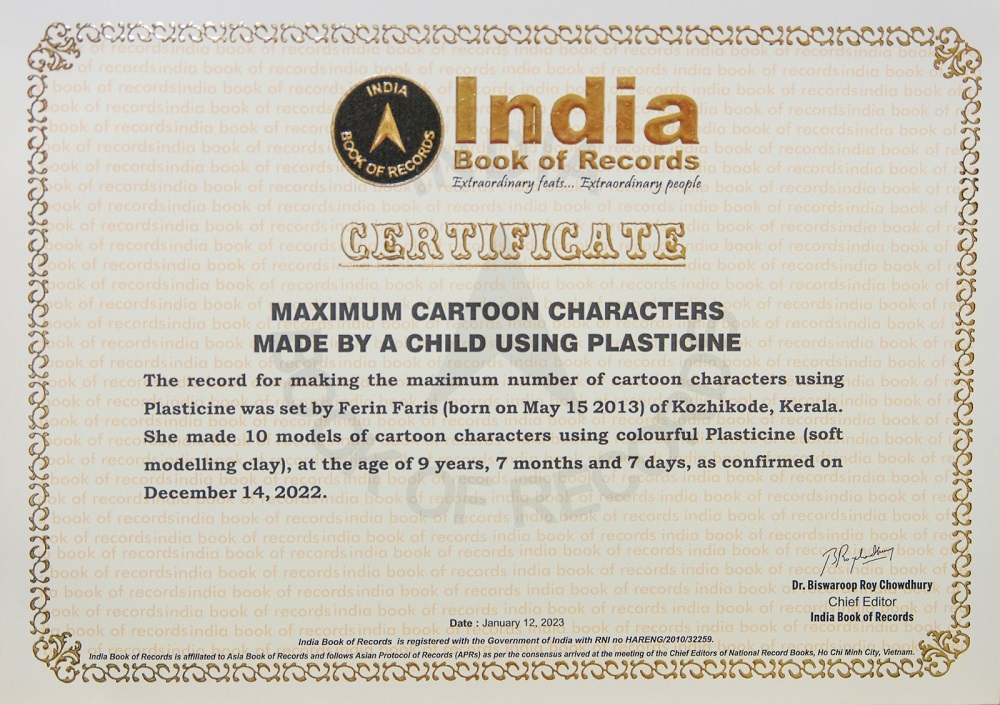 INDIA
BOOK OF RECORDS
India
Book of Records
Extraordinary feats... Extraordinary people
CERTIFICATE
MAXIMUM CARTOON CHARACTERS
MADE BY A CHILD USING PLASTICINE
The record for making the maximum number of cartoon characters using
Plasticine was set by Ferin Faris (born on May 15 2013) of Kozhikode, Kerala.
She made 10 models of cartoon characters using colourful Plasticine (soft
modelling clay), at the age of 9 years, 7 months and 7 days, as confirmed on
December 14, 2022.
Dr. Biswaroop Roy Chowdhury
Chief Editor
India Book of Records
Date : January 12, 2023
India Book of Records is registered with the Government of India with RNI no HARENG/2010/32259.
India Book of Records is affiliated to Asia Book of Records and follows Asian Protocol of Records (APRs) as per the consensus arrived at the meeting of the Chief Editors of National Record Books, Ho Chi Minh City, Vietnam.